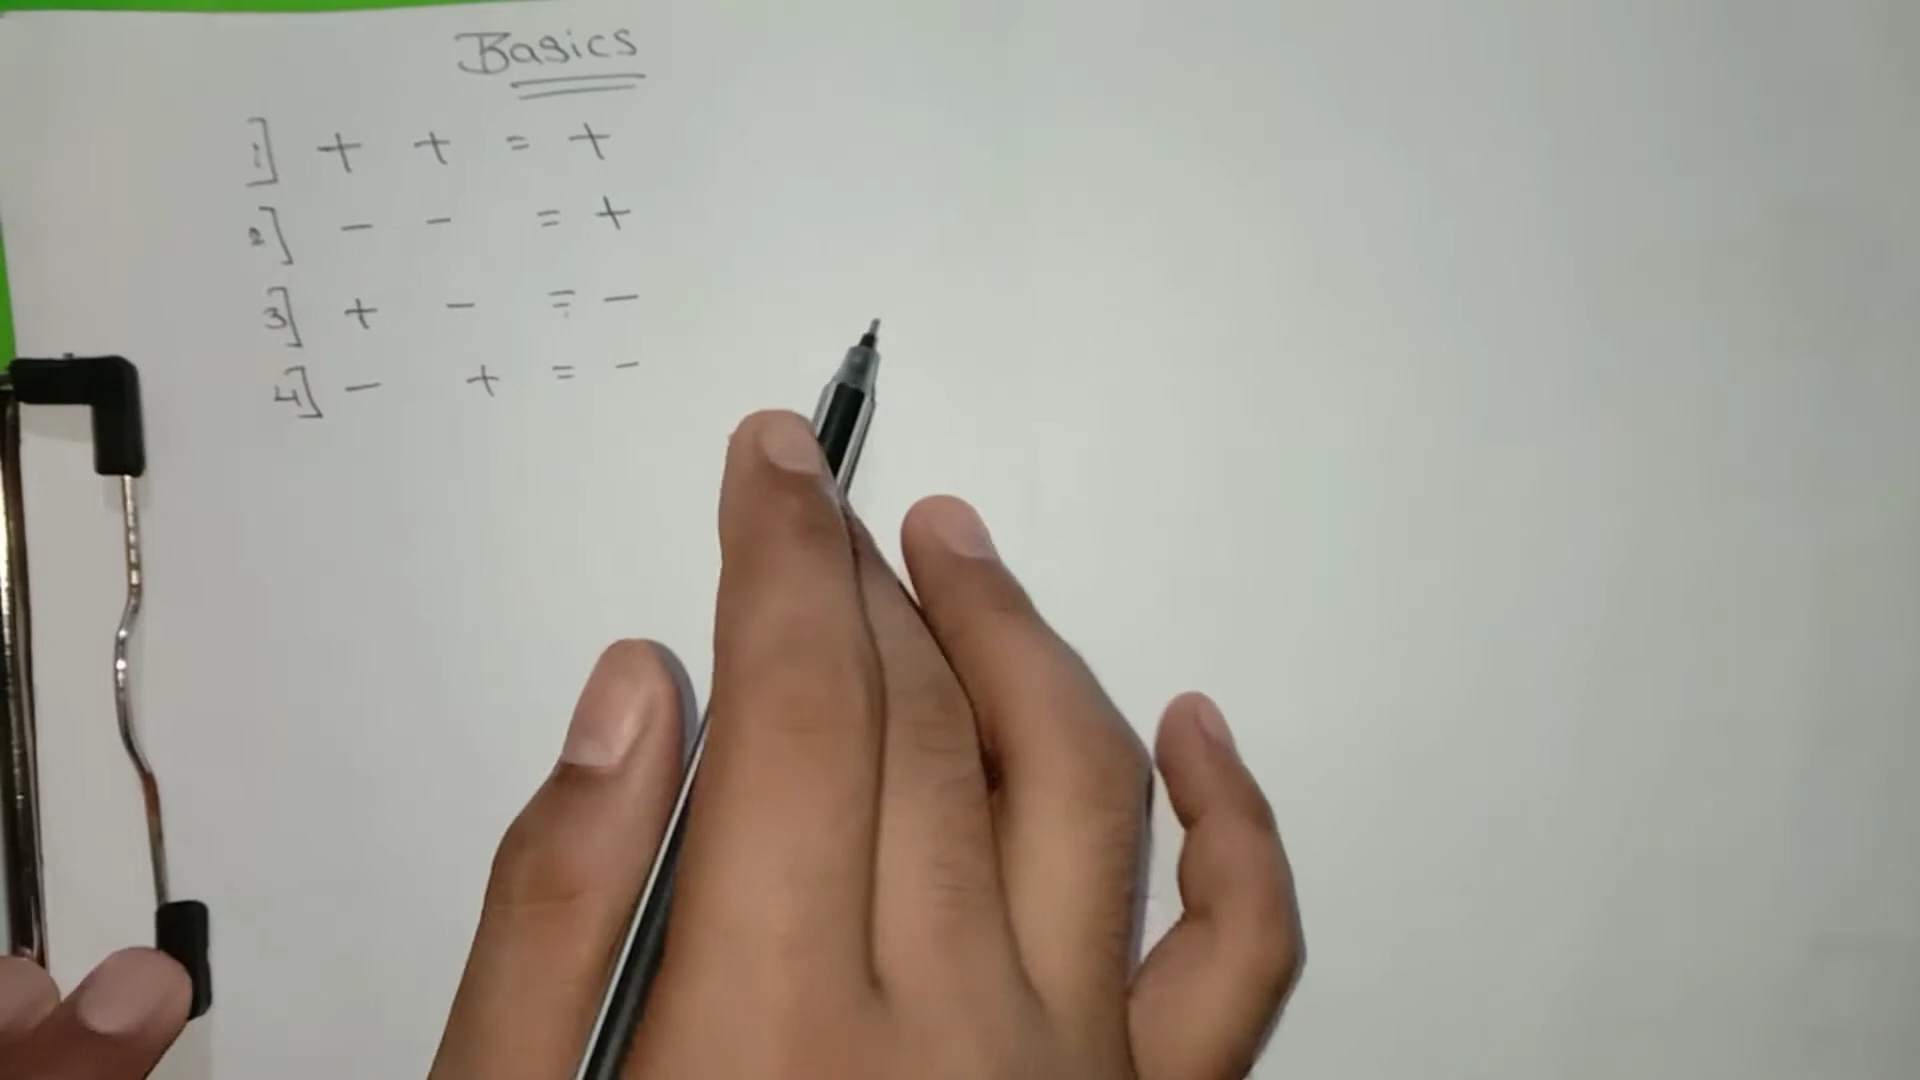 Basics
1] + + = +
2] - - = +
3] + - = -
4] - + = -